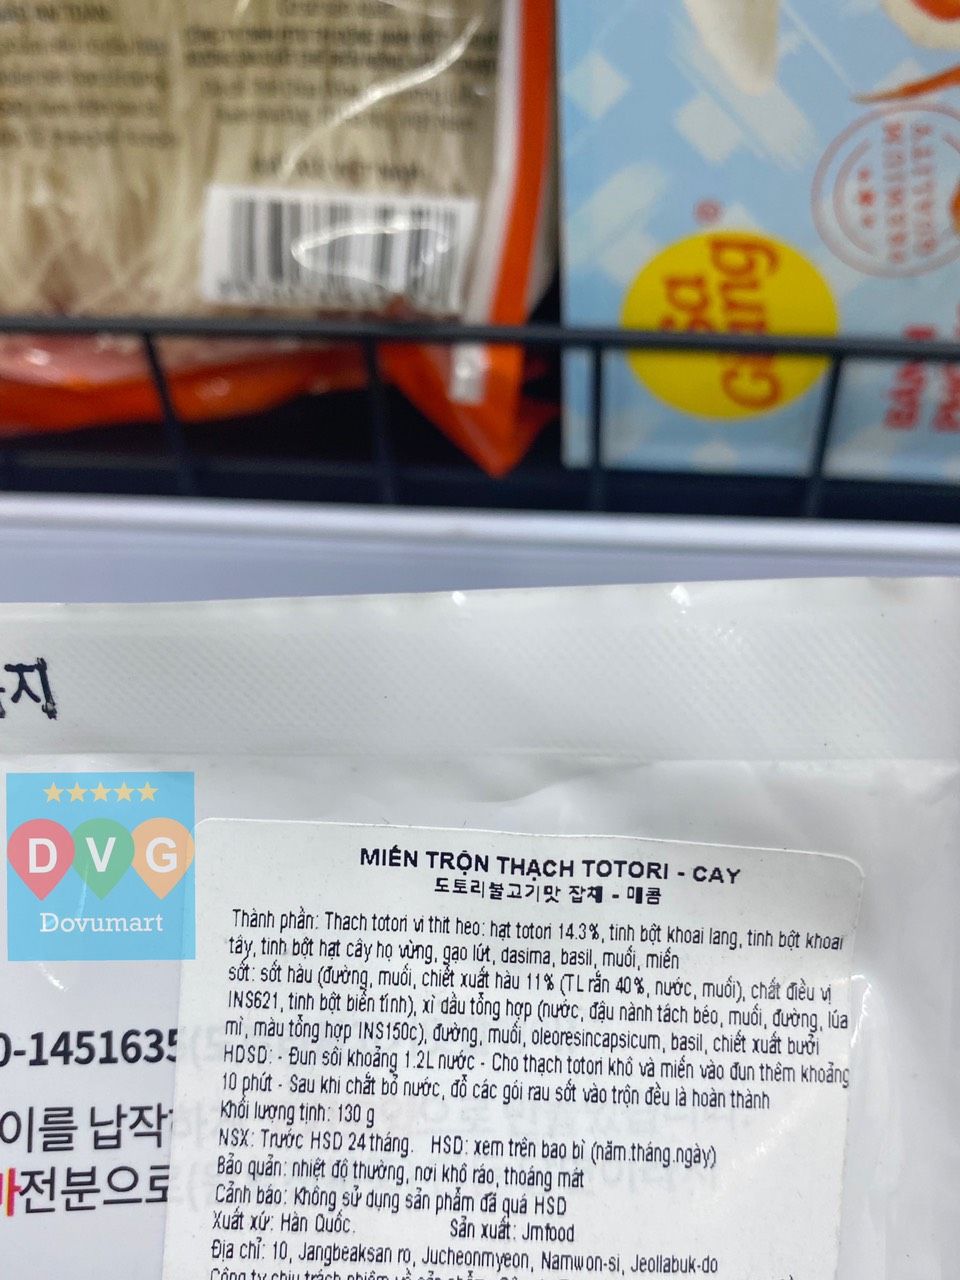 PREMIUM
QUALITY
®
Sa
Giang
지
DVG
Dovumart
MIẾN TRỘN THẠCH TOTORI - CAY
도토리불고기맛 잡채 - 매콤
Thành phần: Thach totori vị thịt heo: hạt totori 14.3%, tinh bột khoai lang, tinh bột khoai
tây, tinh bột hạt cây họ vừng, gạo lứt, dasima, basil, muối, miến
sốt: sốt hàu (đường, muối, chiết xuất hàu 11% (TL rắn 40%, nước, muối), chất điều vị
INS621, tinh bột biến tính), xì dầu tổng hợp (nước, đậu nành tách béo, muối, đường, lúa
mì, màu tổng hợp INS150c), đường, muối, oleoresincapsicum, basil, chiết xuất bưởi
HDSD: - Đun sôi khoảng 1.2L nước - Cho thạch totori khô và miến vào đun thêm khoảng
10 phút - Sau khi chắt bỏ nước, đổ các gói rau sốt vào trộn đều là hoàn thành
Khối lượng tịnh: 130 g
NSX: Trước HSD 24 tháng. HSD: xem trên bao bì (năm.tháng.ngày)
Bảo quản: nhiệt độ thường, nơi khô ráo, thoáng mát
Cảnh báo: Không sử dụng sản phẩm đã quá HSD
Xuất xứ: Hàn Quốc. Sản xuất: Jmfood
Địa chỉ: 10, Jangbeaksan ro, Jucheonmyeon, Namwon-si, Jeollabuk-do
0-1451635
이를 납작
전분으로